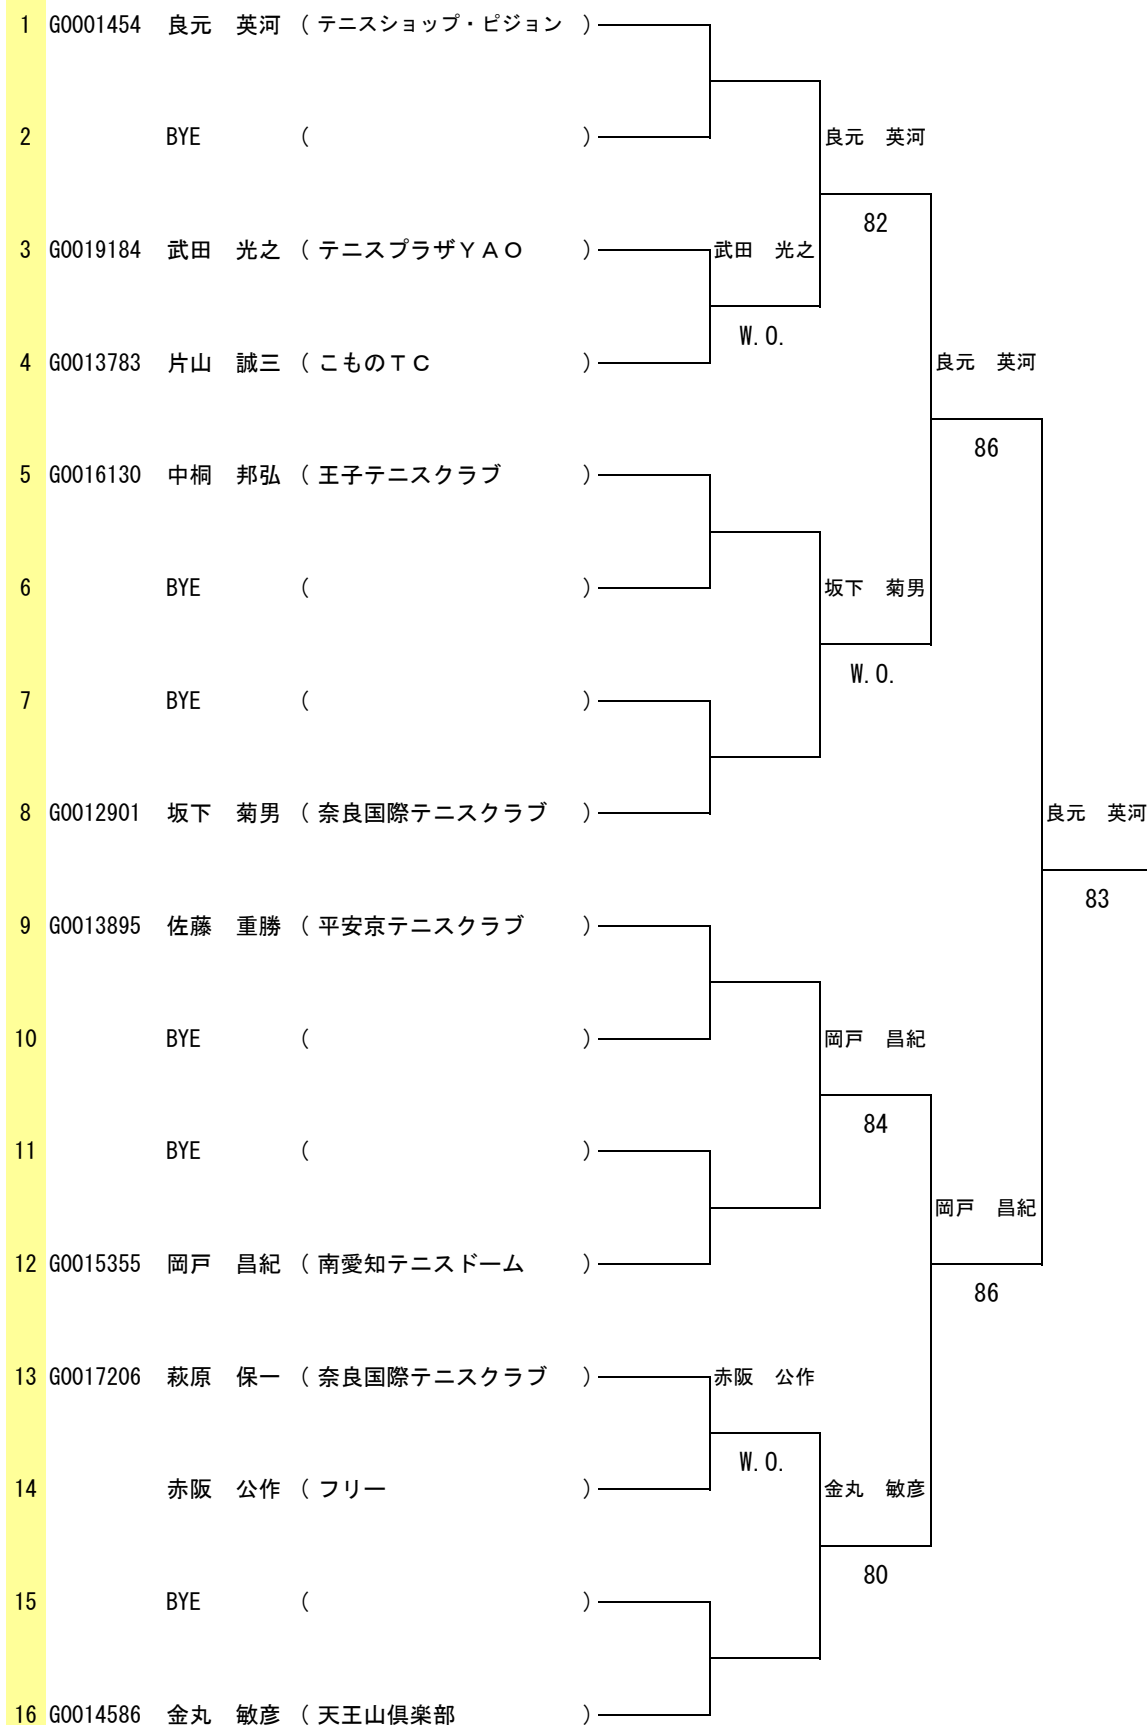 1 G0001454 良元 英河 （ テニスショップ・ピジョン ）
2 BYE （ ） 良元 英河
82
3 G0019184 武田 光之 （ テニスプラザＹＡＯ ） 武田 光之
W.O.
4 G0013783 片山 誠三 （ こものＴＣ ） 良元 英河
86
5 G0016130 中桐 邦弘 （ 王子テニスクラブ ）
6 BYE （ ） 坂下 菊男
W.O.
7 BYE （ ）
8 G0012901 坂下 菊男 （ 奈良国際テニスクラブ ） 良元 英河
83
9 G0013895 佐藤 重勝 （ 平安京テニスクラブ ）
10 BYE （ ） 岡戸 昌紀
84
11 BYE （ ）
岡戸 昌紀
12 G0015355 岡戸 昌紀 （ 南愛知テニスドーム ）
86
13 G0017206 萩原 保一 （ 奈良国際テニスクラブ ） 赤阪 公作
W.O.
14 赤阪 公作 （ フリー ） 金丸 敏彦
80
15 BYE （ ）
16 G0014586 金丸 敏彦 （ 天王山倶楽部 ）